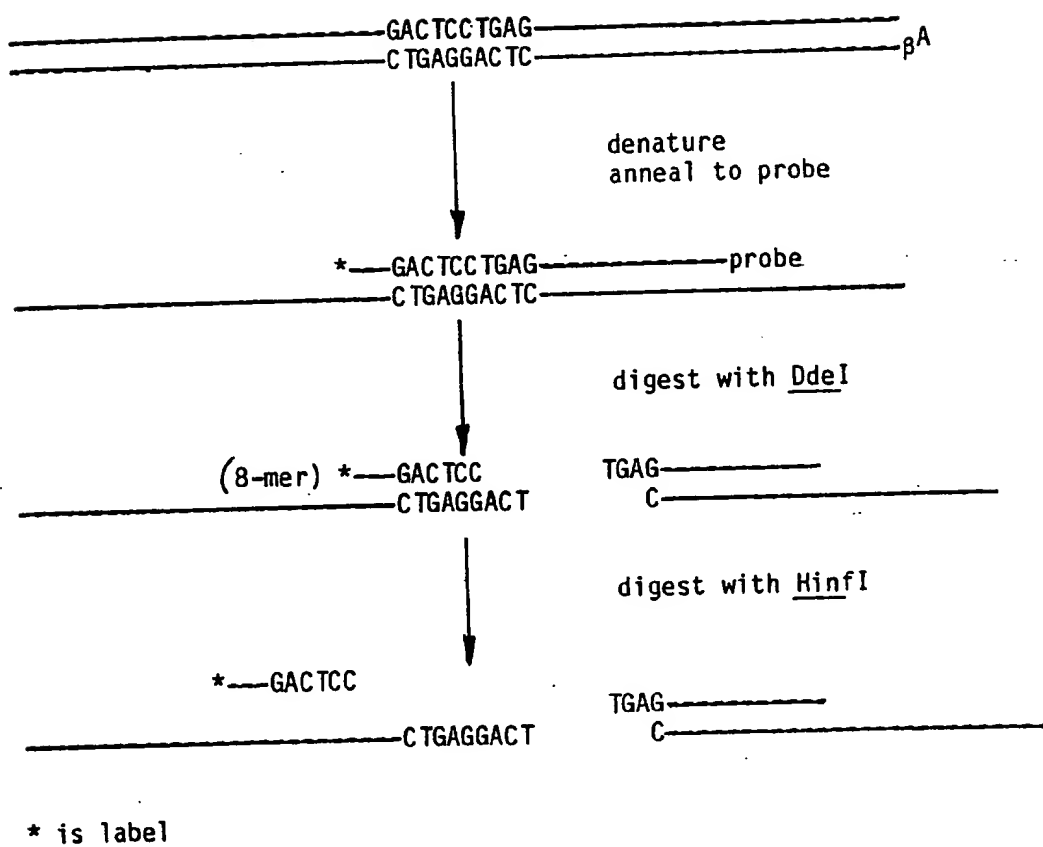 GACTCCTGAG
CTGAGGACTC
βA
denature
anneal to probe
*—GACTCCTGAG probe
CTGAGGACTC
digest with DdeI
(8-mer) *—GACTCC TGAG
CTGAGGACT C
digest with HinfI
*—GACTCC
TGAG
CTGAGGACT C
* is label